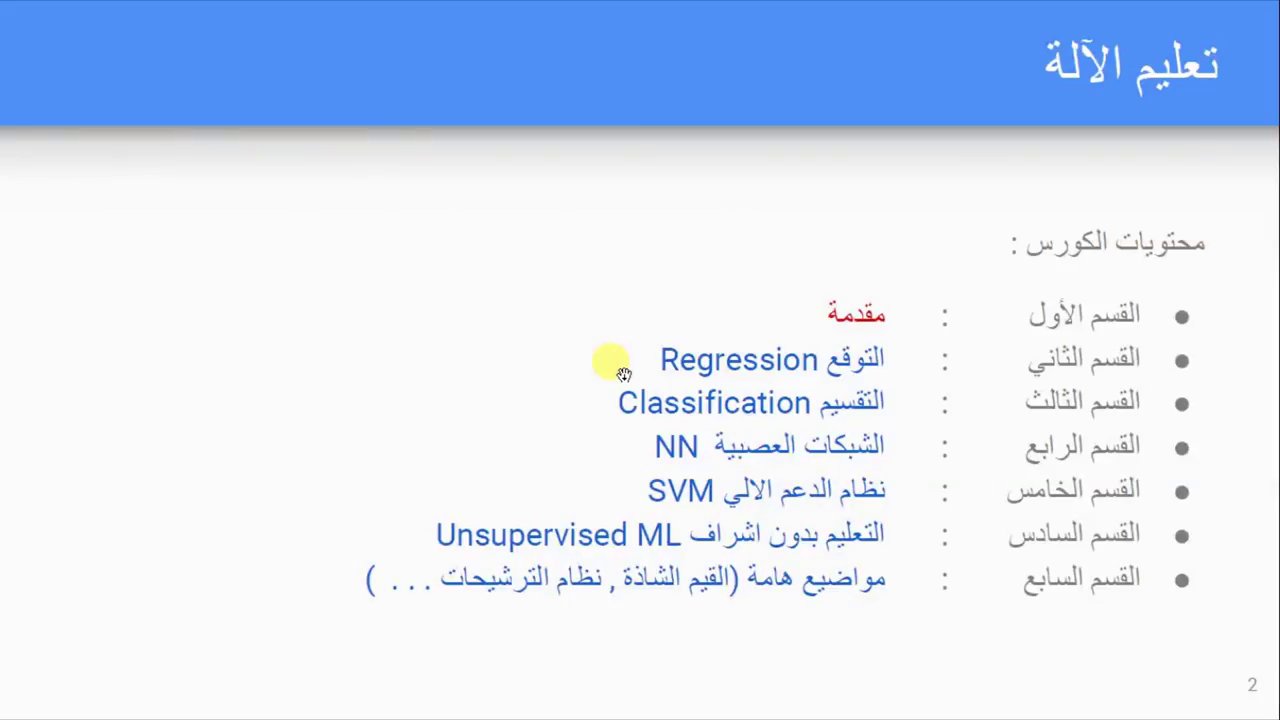 تعليم الآلة
محتويات الكورس :
● القسم الأول : مقدمة
● القسم الثاني : التوقع Regression
● القسم الثالث : التقسيم Classification
● القسم الرابع : الشبكات العصبية NN
● القسم الخامس : نظام الدعم الالي SVM
● القسم السادس : التعليم بدون اشراف Unsupervised ML
● القسم السابع : مواضيع هامة (القيم الشاذة , نظام الترشيحات . . . )
2